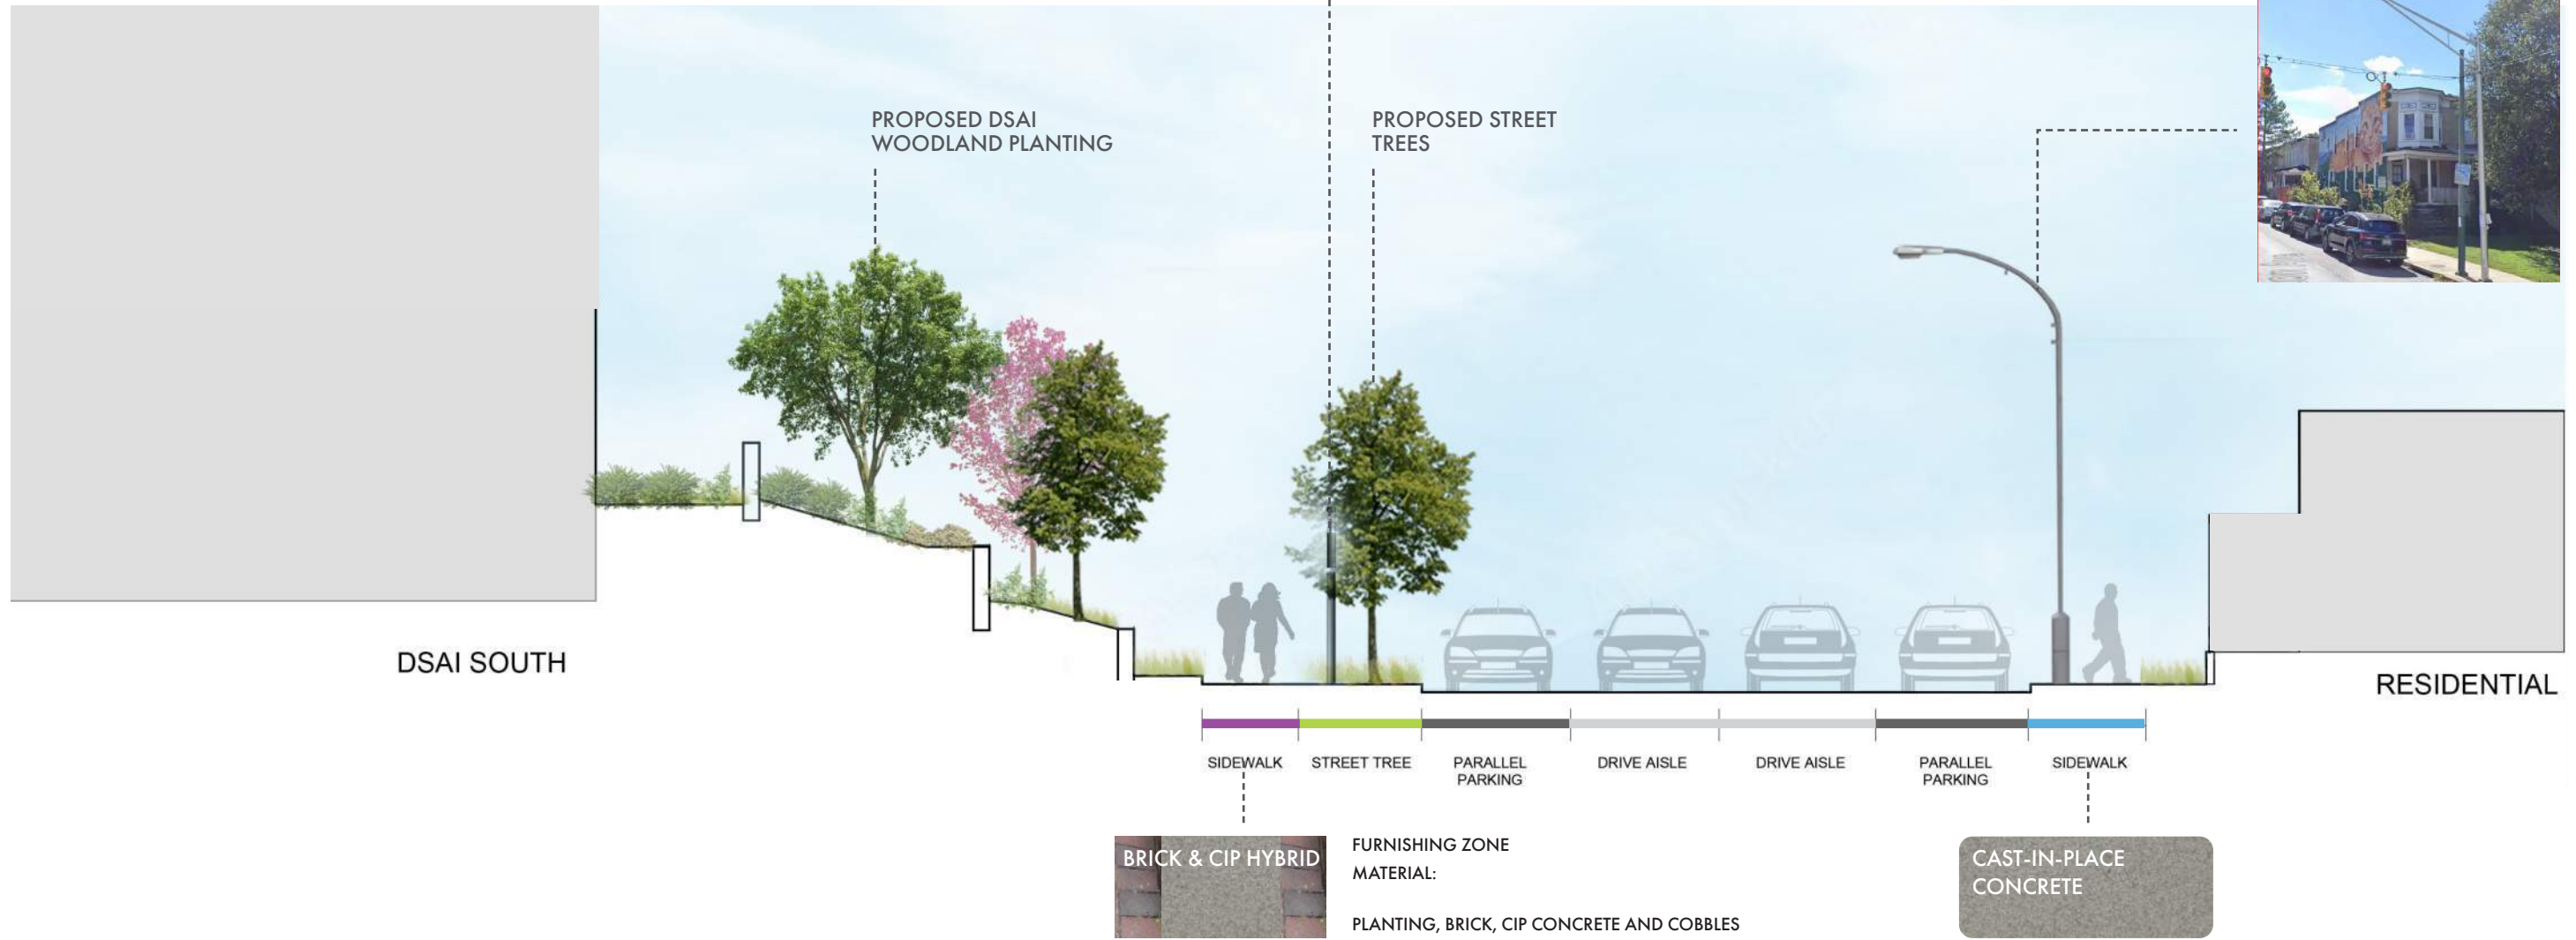 PROPOSED DSAI
WOODLAND PLANTING
PROPOSED STREET
TREES
DSAI SOUTH
RESIDENTIAL
SIDEWALK
STREET TREE
PARALLEL
PARKING
DRIVE AISLE
DRIVE AISLE
PARALLEL
PARKING
SIDEWALK
BRICK & CIP HYBRID
FURNISHING ZONE
MATERIAL:
PLANTING, BRICK, CIP CONCRETE AND COBBLES
CAST-IN-PLACE
CONCRETE